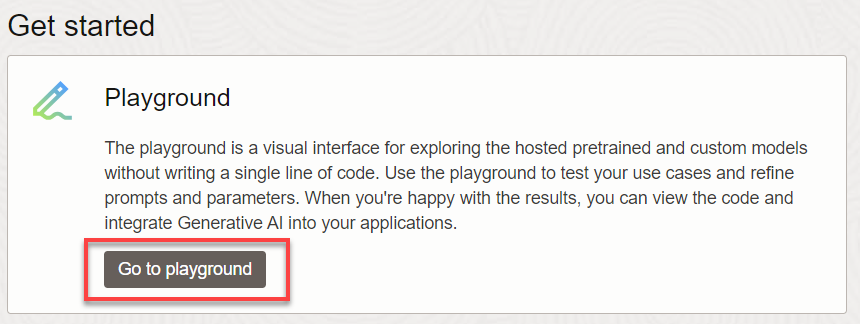 Get started
Playground
The playground is a visual interface for exploring the hosted pretrained and custom models
without writing a single line of code. Use the playground to test your use cases and refine
prompts and parameters. When you're happy with the results, you can view the code and
integrate Generative AI into your applications.
Go to playground